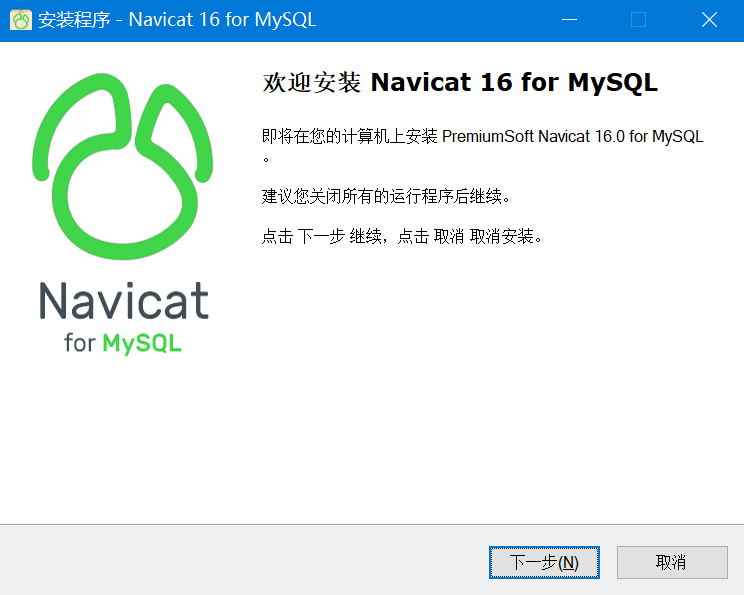 安装程序 - Navicat 16 for MySQL
欢迎安装 Navicat 16 for MySQL
即将在您的计算机上安装 PremiumSoft Navicat 16.0 for MySQL
。
建议您关闭所有的运行程序后继续。
点击 下一步 继续，点击 取消 取消安装。
Navicat
for MySQL
下一步(N)
取消